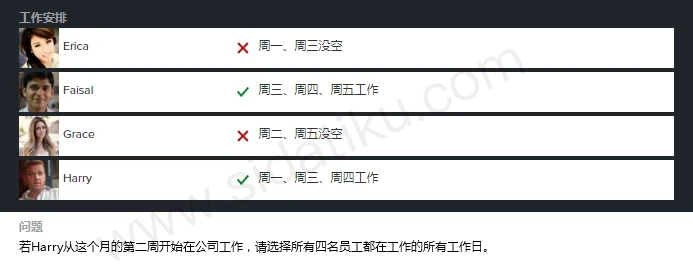 工作安排
Erica 周一、周三没空
Faisal 周三、周四、周五工作
Grace 周二、周五没空
Harry 周一、周三、周四工作
www.sidatiku.com
问题
若Harry从这个月的第二周开始在公司工作，请选择所有四名员工都在工作的所有工作日。